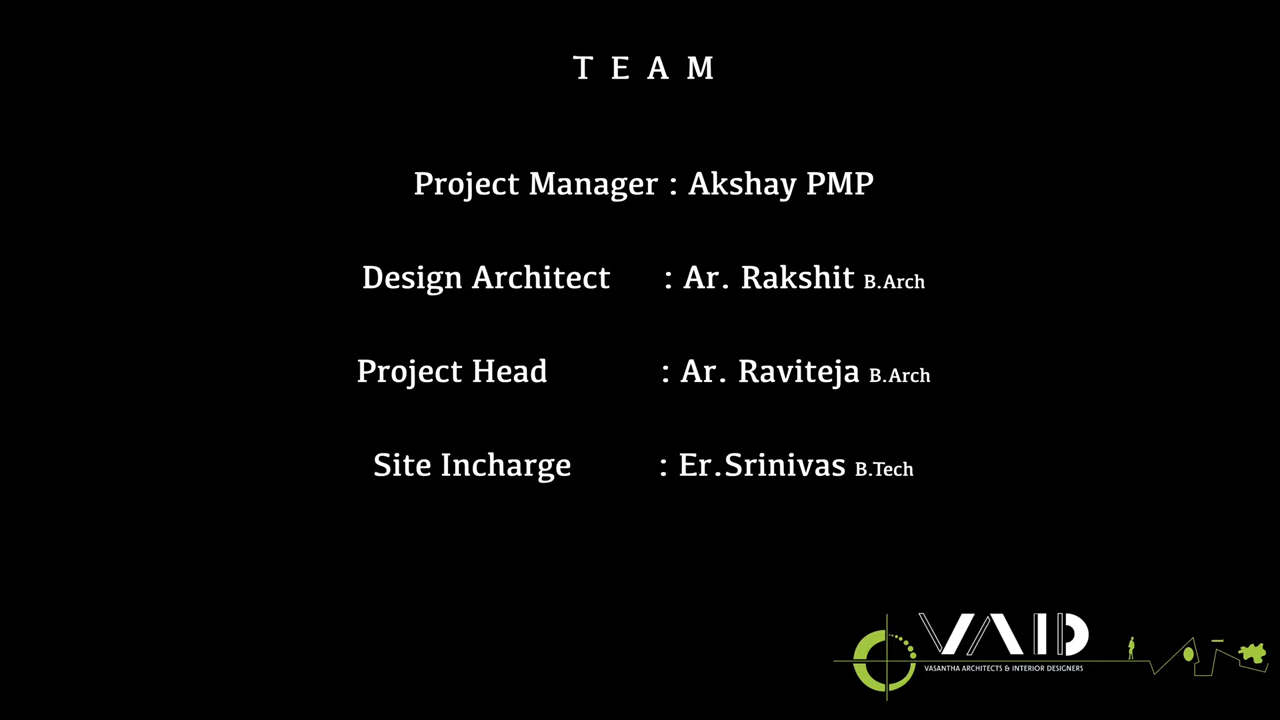 TEAM
Project Manager : Akshay PMP
Design Architect : Ar. Rakshit B.Arch
Project Head : Ar. Raviteja B.Arch
Site Incharge : Er.Srinivas B.Tech
VAID
VASANTHA ARCHITECTS & INTERIOR DESIGNERS